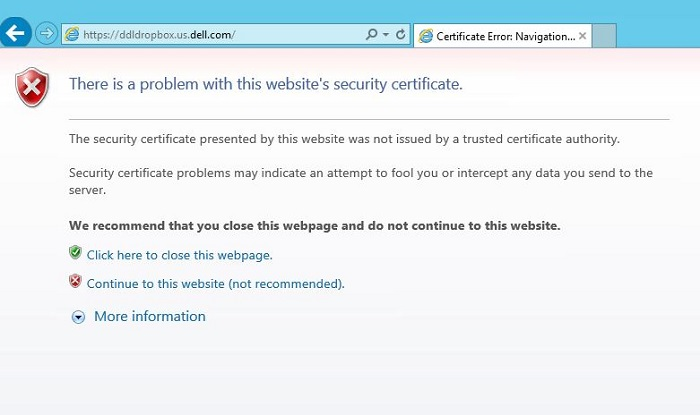 https://ddldropbox.us.dell.com/
Certificate Error: Navigation...
There is a problem with this website's security certificate.
The security certificate presented by this website was not issued by a trusted certificate authority.
Security certificate problems may indicate an attempt to fool you or intercept any data you send to the
server.
We recommend that you close this webpage and do not continue to this website.
Click here to close this webpage.
Continue to this website (not recommended).
More information